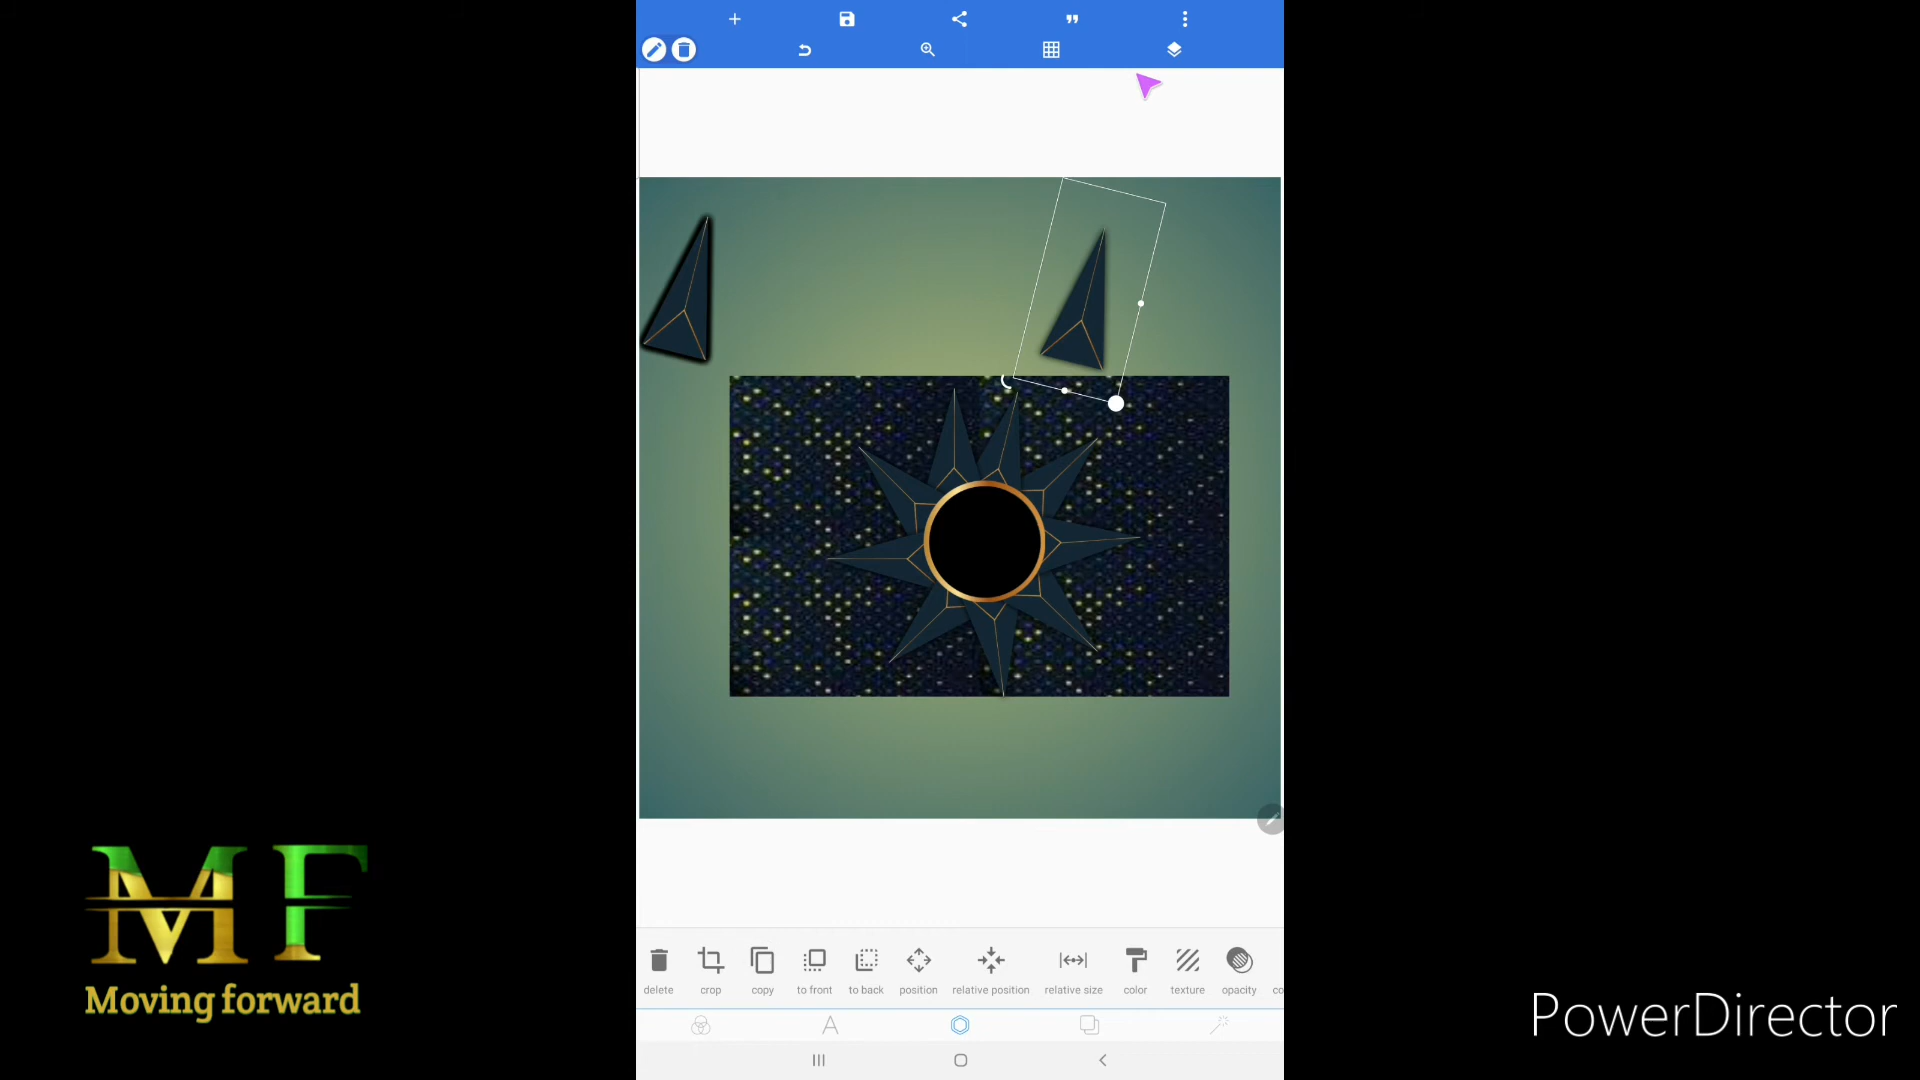 delete
crop
copy
to front
to back
position
relative position
relative size
color
texture
opacity
co
MF
Moving forward
PowerDirector